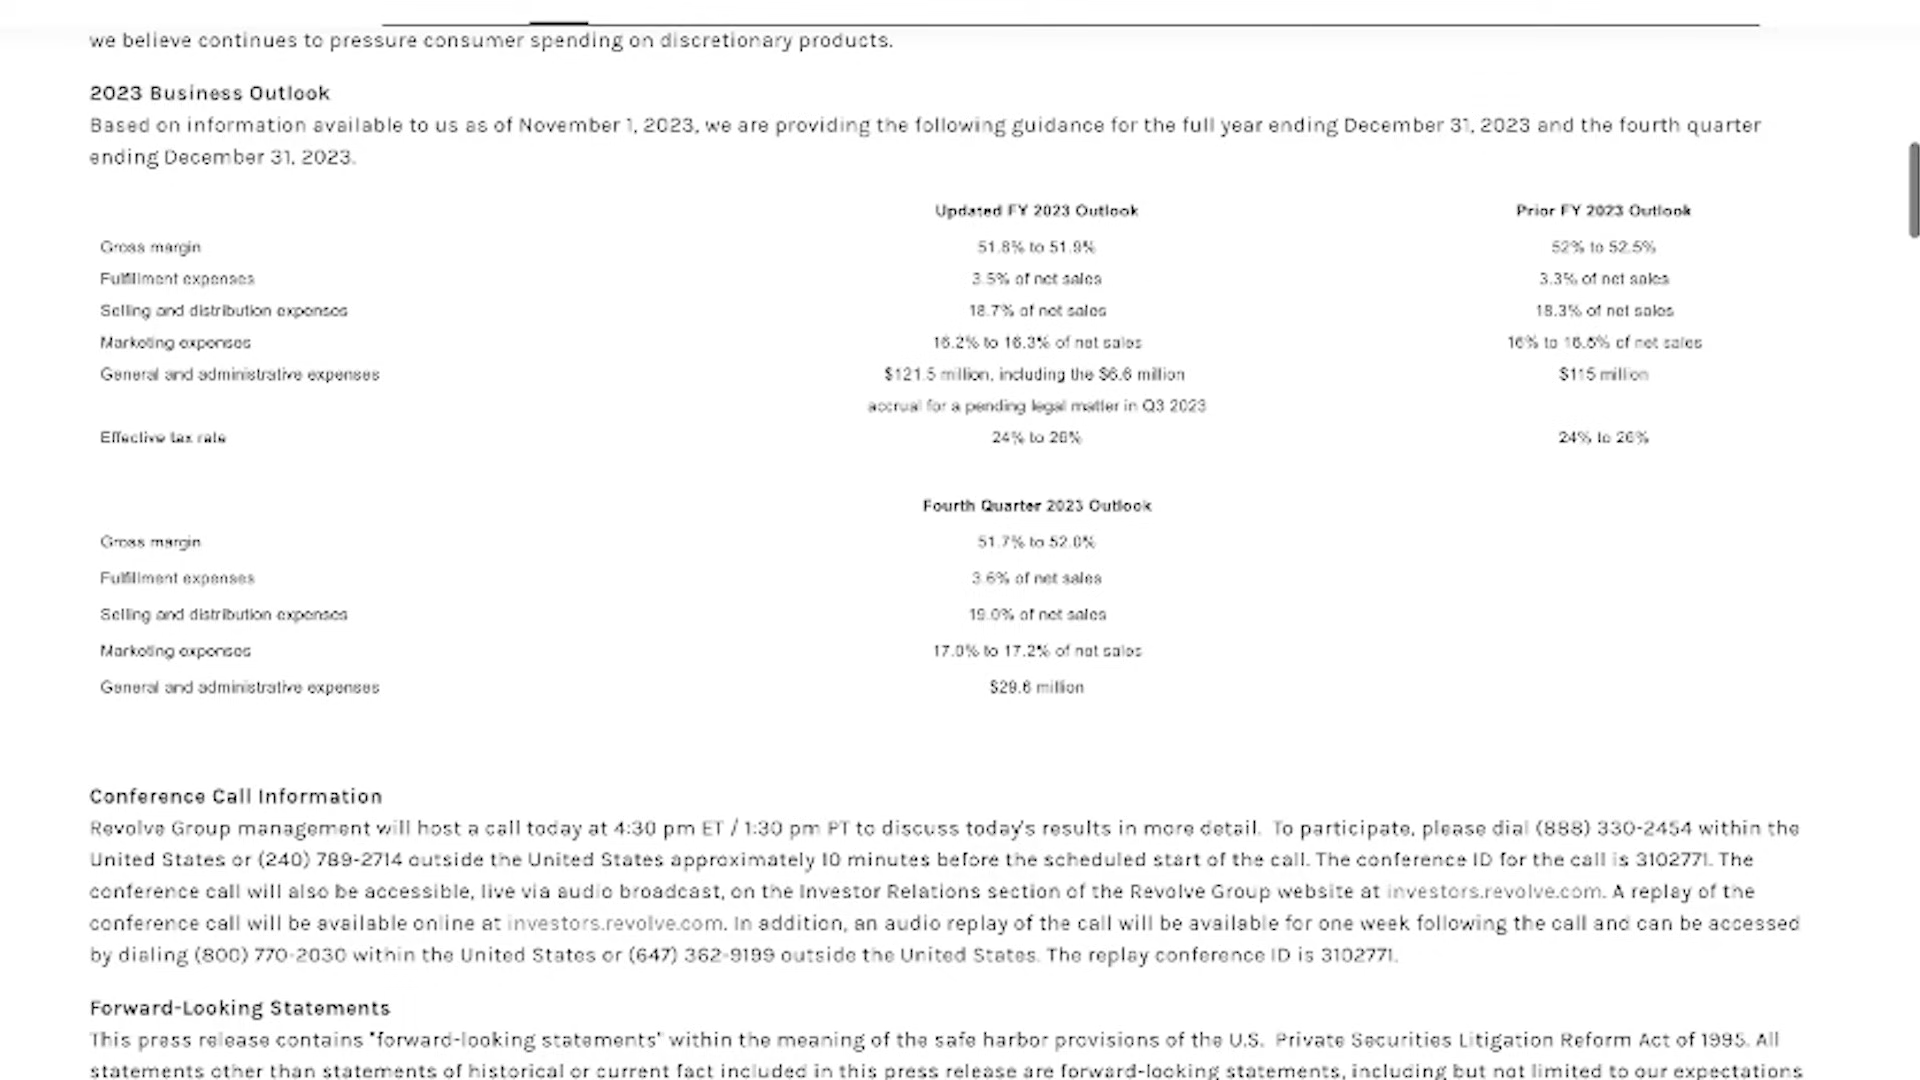 we believe continues to pressure consumer spending on discretionary products.
2023 Business Outlook
Based on information available to us as of November 1, 2023, we are providing the following guidance for the full year ending December 31, 2023 and the fourth quarter
ending December 31, 2023.
Updated FY 2023 Outlook Prior FY 2023 Outlook
Gross margin 51.8% to 51.9% 52% to 52.5%
Fulfillment expenses 3.5% of net sales 3.3% of net sales
Selling and distribution expenses 18.7% of net sales 18.3% of net sales
Marketing expenses 16.2% to 16.3% of net sales 16% to 16.5% of net sales
General and administrative expenses $121.5 million, including the $6.6 million $115 million
accrual for a pending legal matter in Q3 2023
Effective tax rate 24% to 26% 24% to 26%
Fourth Quarter 2023 Outlook
Gross margin 51.7% to 52.0%
Fulfillment expenses 3.6% of net sales
Selling and distribution expenses 19.0% of net sales
Marketing expenses 17.0% to 17.2% of net sales
General and administrative expenses $29.6 million
Conference Call Information
Revolve Group management will host a call today at 4:30 pm ET / 1:30 pm PT to discuss today's results in more detail. To participate, please dial (888) 330-2454 within the
United States or (240) 789-2714 outside the United States approximately 10 minutes before the scheduled start of the call. The conference ID for the call is 3102771. The
conference call will also be accessible, live via audio broadcast, on the Investor Relations section of the Revolve Group website at investors.revolve.com. A replay of the
conference call will be available online at investors.revolve.com. In addition, an audio replay of the call will be available for one week following the call and can be accessed
by dialing (800) 770-2030 within the United States or (647) 362-9199 outside the United States. The replay conference ID is 3102771.
Forward-Looking Statements
This press release contains "forward-looking statements" within the meaning of the safe harbor provisions of the U.S. Private Securities Litigation Reform Act of 1995. All
statements other than statements of historical or current fact included in this press release are forward-looking statements, including but not limited to our expectations